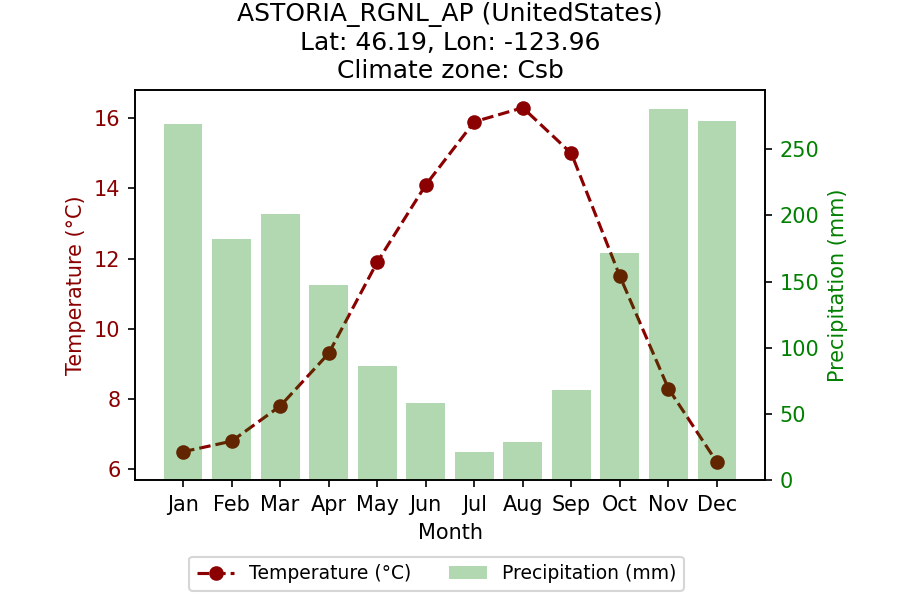 ASTORIA_RGNL_AP (UnitedStates)
Lat: 46.19, Lon: -123.96
Climate zone: Csb
16
14
12
10
8
6
Temperature (°C)
250
200
150
100
50
0
Precipitation (mm)
Jan Feb Mar Apr May Jun Jul Aug Sep Oct Nov Dec
Month
Temperature (°C) Precipitation (mm)